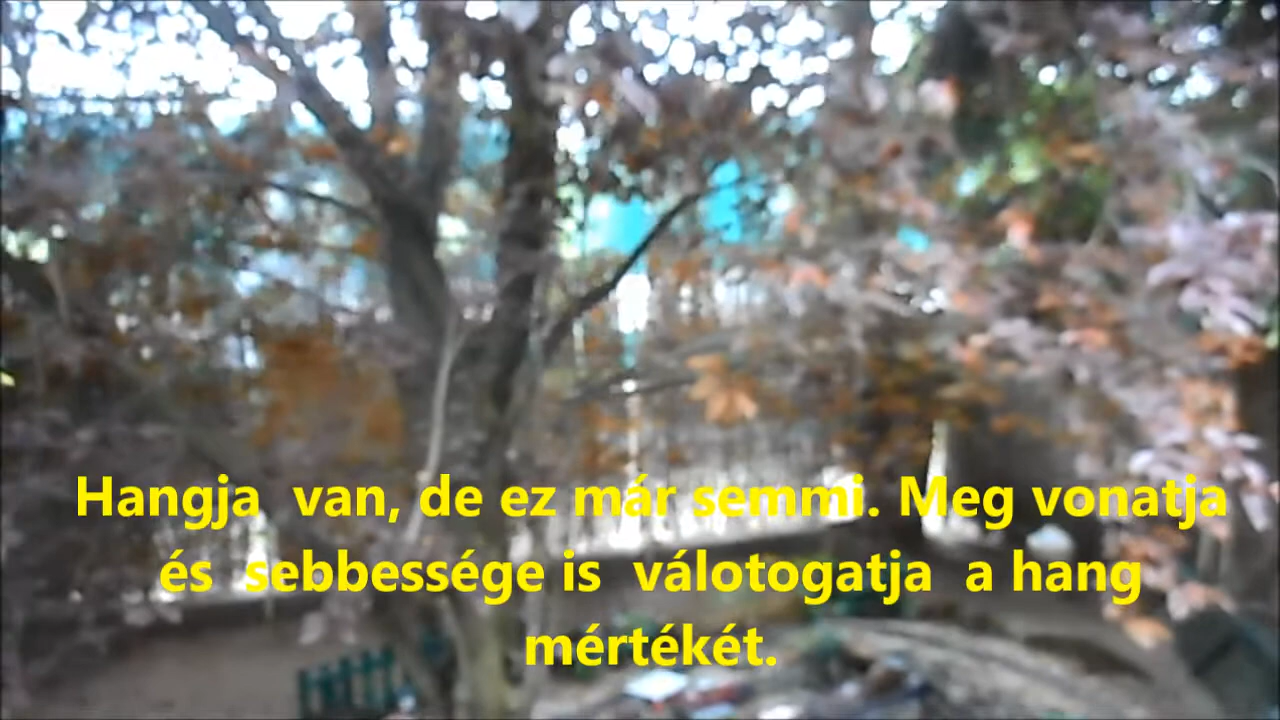 Hangja van, de ez már semmi. Meg vonatja
és sebbessége is válotogatja a hang
mértékét.